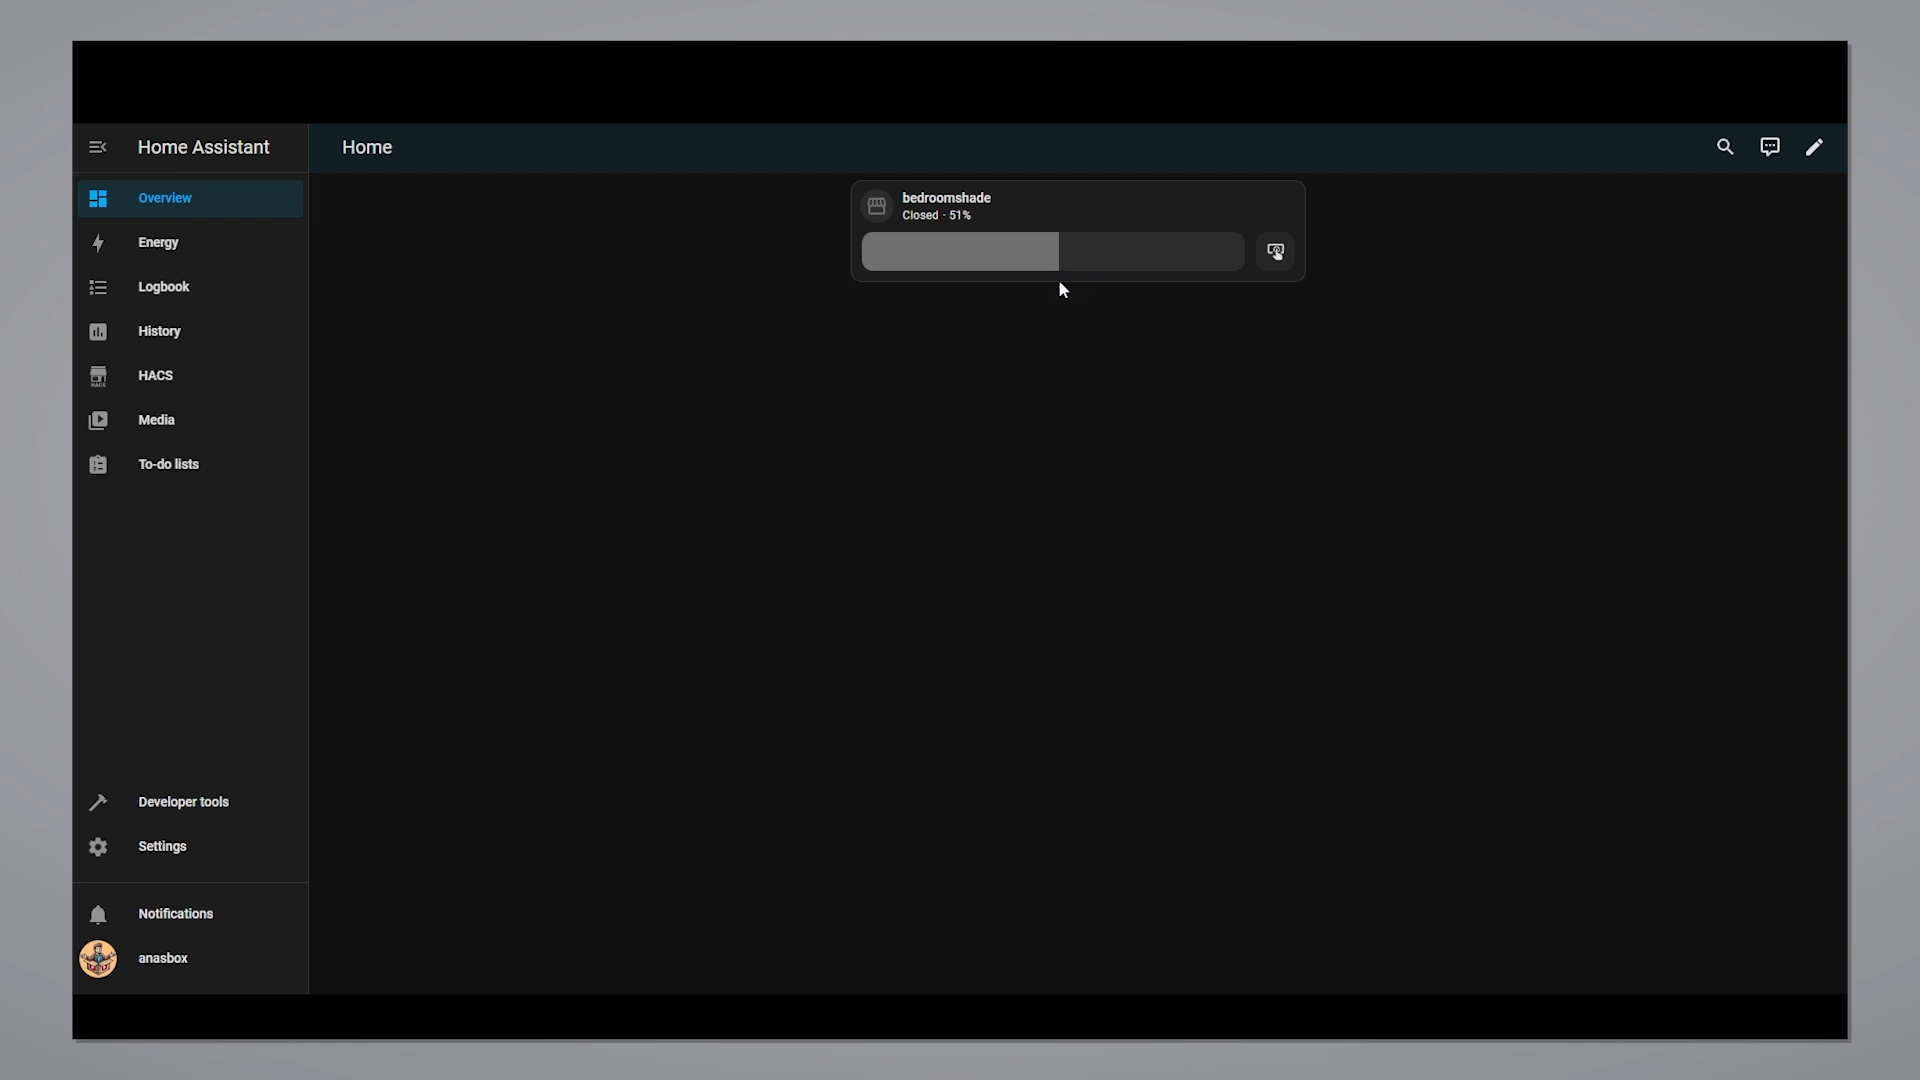 Home Assistant
Home
Overview
bedroomshade
Closed · 51%
Energy
Logbook
History
HACS
Media
To-do lists
Developer tools
Settings
Notifications
anasbox